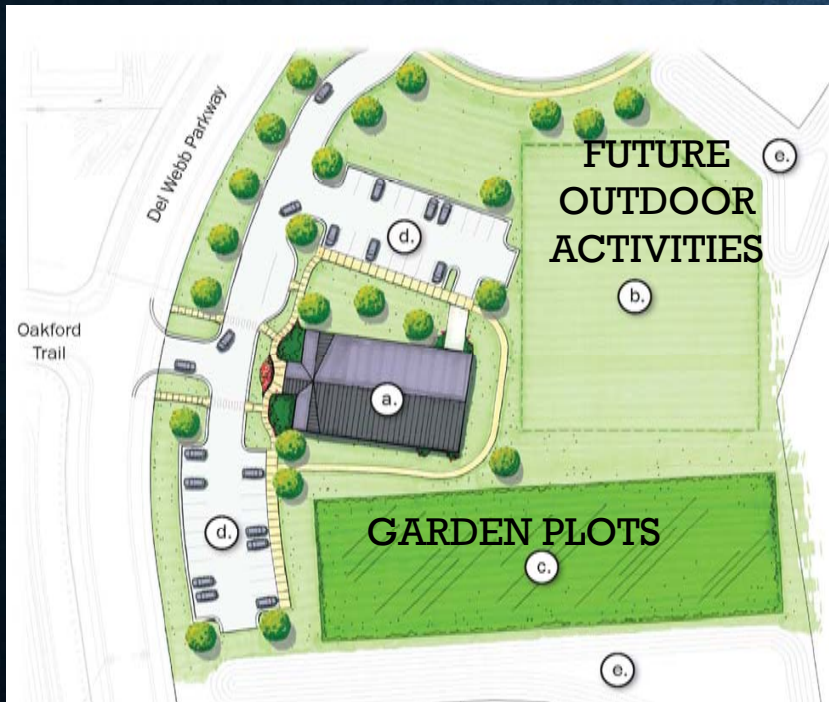 Del Webb Parkway
FUTURE
OUTDOOR
ACTIVITIES
e.
d.
b.
Oakford
Trail
a.
GARDEN PLOTS
d.
c.
e.